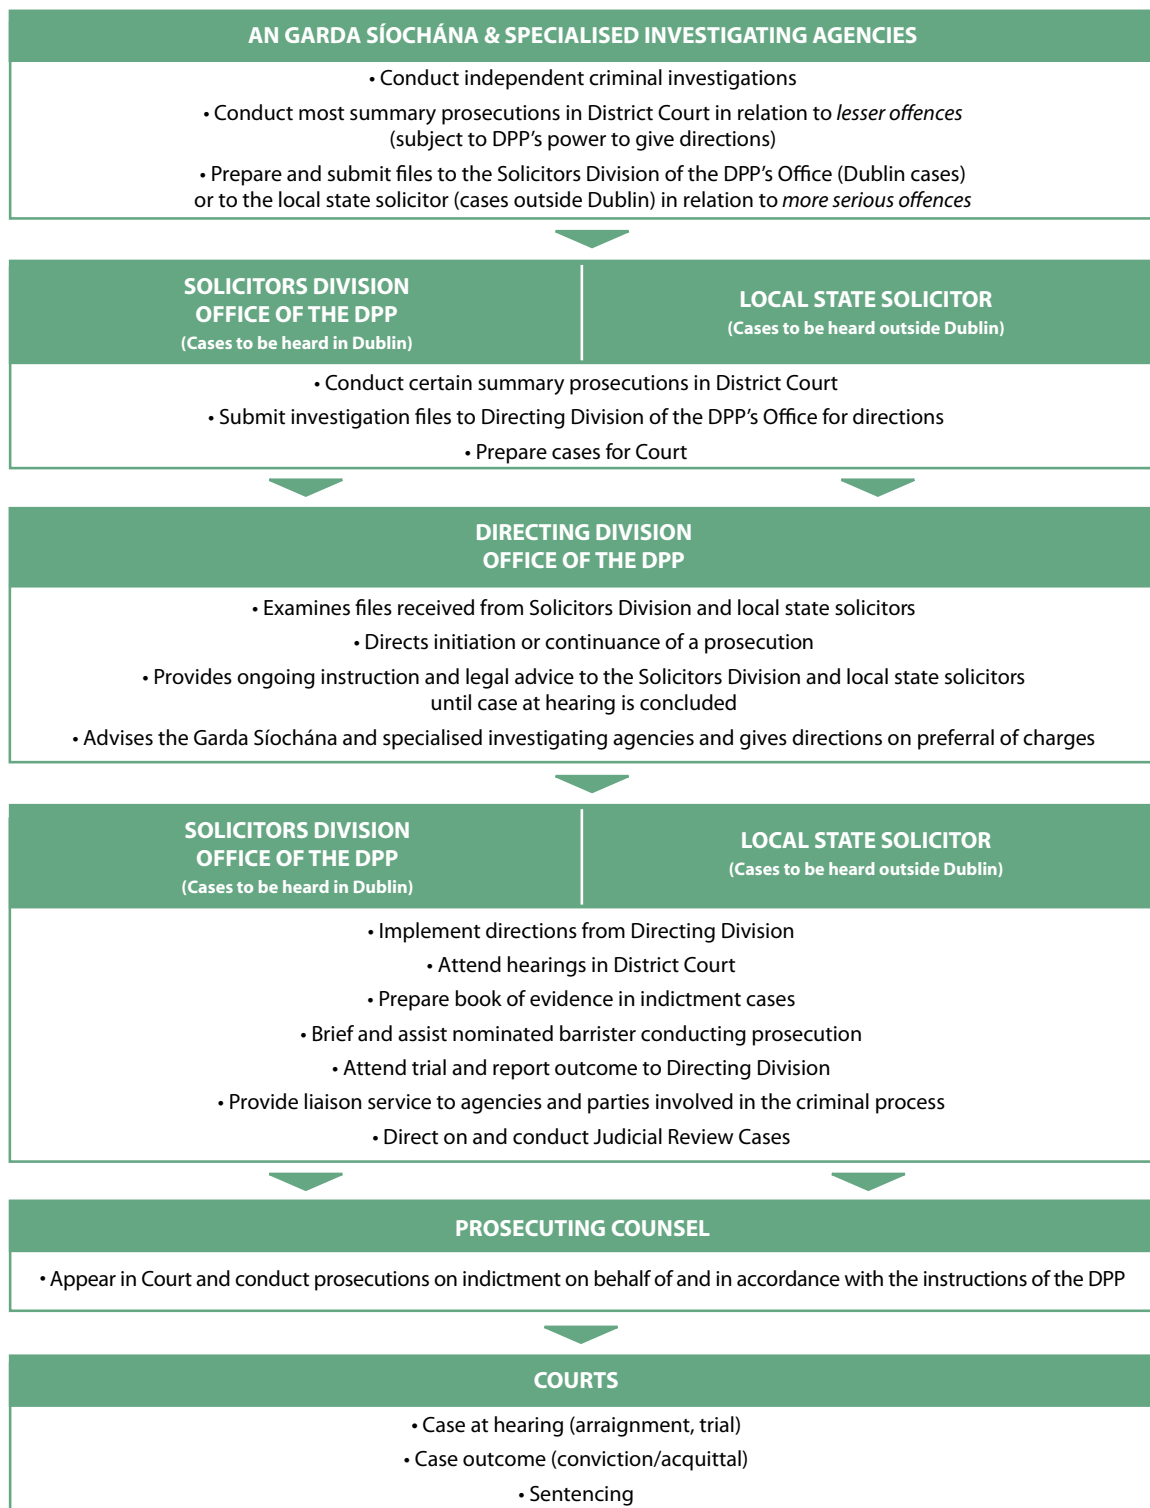 AN GARDA SÍOCHÁNA & SPECIALISED INVESTIGATING AGENCIES
• Conduct independent criminal investigations
• Conduct most summary prosecutions in District Court in relation to lesser offences
(subject to DPP’s power to give directions)
• Prepare and submit files to the Solicitors Division of the DPP’s Office (Dublin cases)
or to the local state solicitor (cases outside Dublin) in relation to more serious offences
SOLICITORS DIVISION
OFFICE OF THE DPP
(Cases to be heard in Dublin)
LOCAL STATE SOLICITOR
(Cases to be heard outside Dublin)
• Conduct certain summary prosecutions in District Court
• Submit investigation files to Directing Division of the DPP’s Office for directions
• Prepare cases for Court
DIRECTING DIVISION
OFFICE OF THE DPP
• Examines files received from Solicitors Division and local state solicitors
• Directs initiation or continuance of a prosecution
• Provides ongoing instruction and legal advice to the Solicitors Division and local state solicitors
until case at hearing is concluded
• Advises the Garda Síochána and specialised investigating agencies and gives directions on preferral of charges
SOLICITORS DIVISION
OFFICE OF THE DPP
(Cases to be heard in Dublin)
LOCAL STATE SOLICITOR
(Cases to be heard outside Dublin)
• Implement directions from Directing Division
• Attend hearings in District Court
• Prepare book of evidence in indictment cases
• Brief and assist nominated barrister conducting prosecution
• Attend trial and report outcome to Directing Division
• Provide liaison service to agencies and parties involved in the criminal process
• Direct on and conduct Judicial Review Cases
PROSECUTING COUNSEL
• Appear in Court and conduct prosecutions on indictment on behalf of and in accordance with the instructions of the DPP
COURTS
• Case at hearing (arraignment, trial)
• Case outcome (conviction/acquittal)
• Sentencing